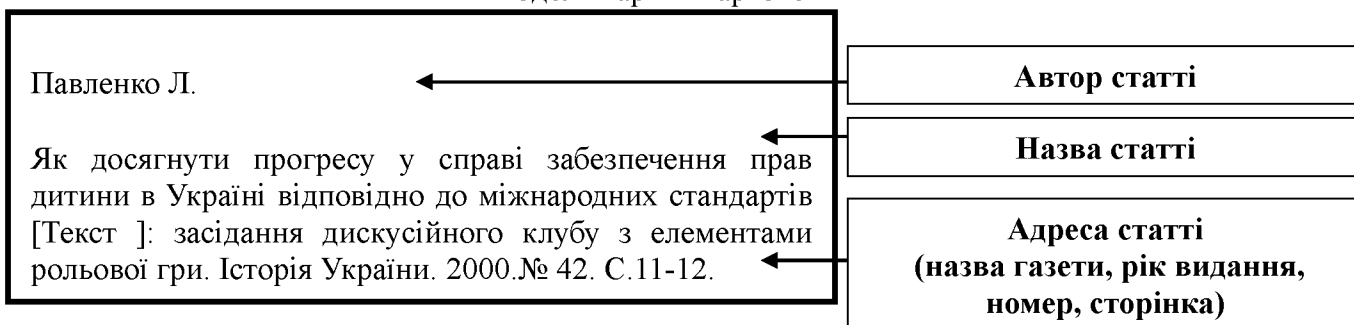 Павленко Л.
Автор статті
Назва статті
Як досягнути прогресу у справі забезпечення прав
дитини в Україні відповідно до міжнародних стандартів
[Текст ]: засідання дискусійного клубу з елементами
рольової гри. Історія України. 2000.№ 42. С.11-12.
Адреса статті
(назва газети, рік видання,
номер, сторінка)